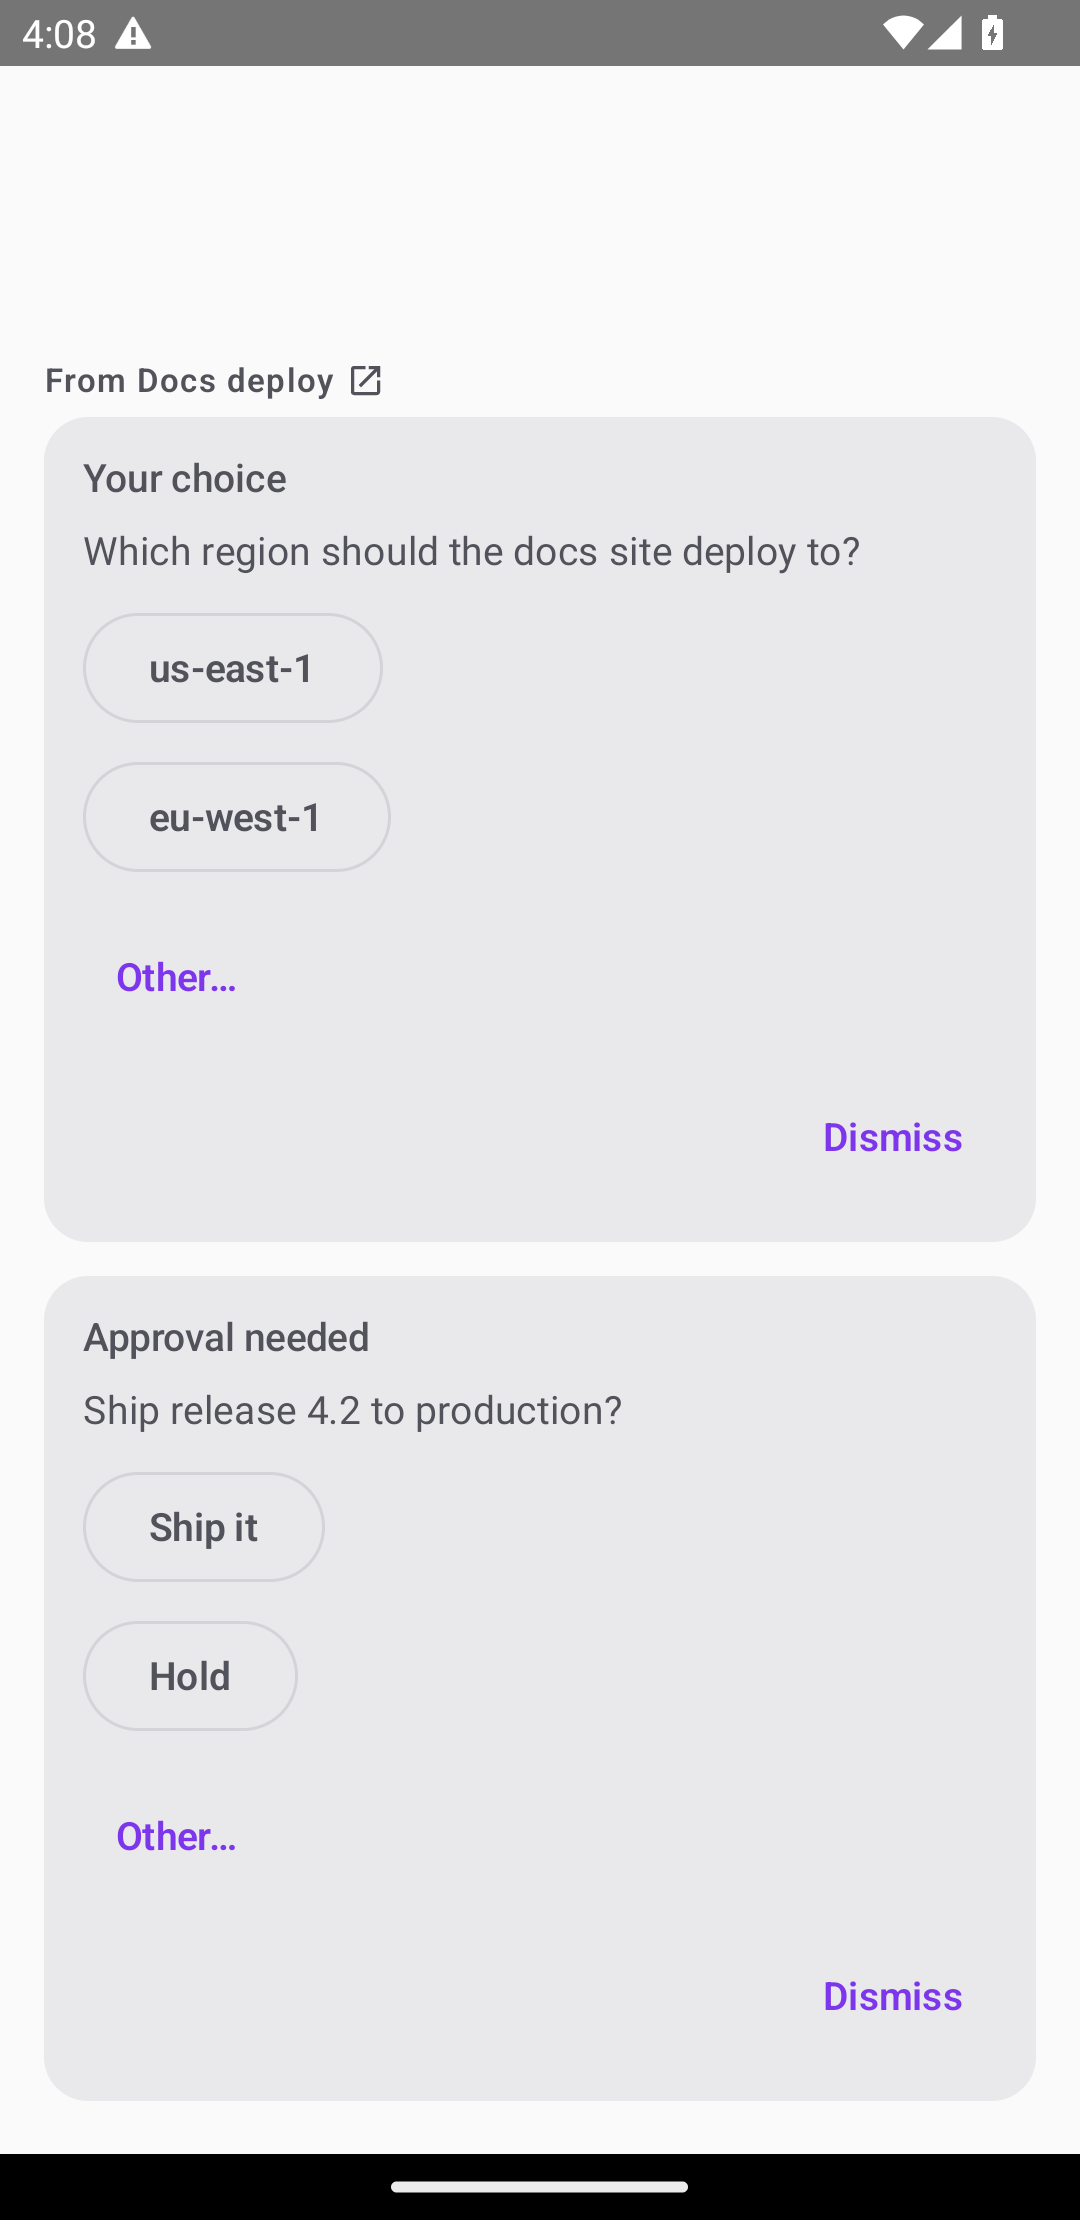 4:08
From Docs deploy
Your choice
Which region should the docs site deploy to?
us-east-1
eu-west-1
Other...
Dismiss
Approval needed
Ship release 4.2 to production?
Ship it
Hold
Other...
Dismiss